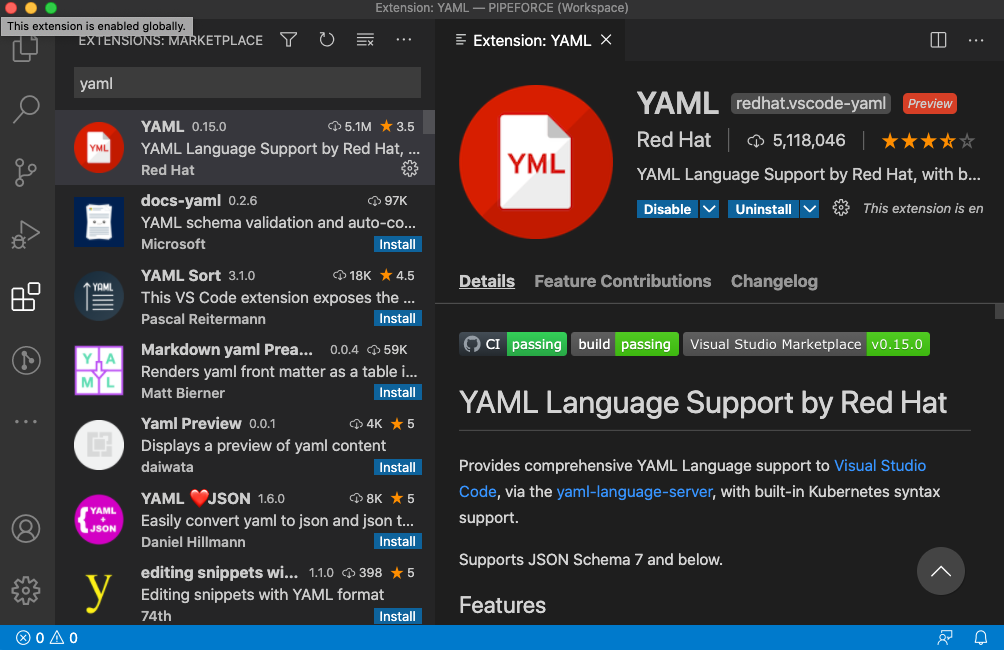 Extension: YAML — PIPEFORCE (Workspace)
This extension is enabled globally.
EXTENSIONS: MARKETPLACE
yaml
YAML 0.15.0 5.1M 3.5
YAML Language Support by Red Hat, ...
Red Hat
docs-yaml 0.2.6 97K
YAML schema validation and auto-co...
Microsoft Install
YAML Sort 3.1.0 18K 4.5
This VS Code extension exposes the ...
Pascal Reitermann Install
Markdown yaml Prea... 0.0.4 59K
Renders yaml front matter as a table i...
Matt Bierner Install
Yaml Preview 0.0.1 4K 5
Displays a preview of yaml content
daiwata Install
YAML ❤️JSON 1.6.0 8K 5
Easily convert yaml to json and json t...
Daniel Hillmann Install
editing snippets wi... 1.1.0 398 5
Editing snippets with YAML format
74th Install
YML
YAML
Y A M L
{ YAML + JSON
y
Extension: YAML
YML
YAML redhat.vscode-yaml Preview
Red Hat 5,118,046
YAML Language Support by Red Hat, with b...
Disable Uninstall This extension is en
Details Feature Contributions Changelog
CI passing build passing Visual Studio Marketplace v0.15.0
YAML Language Support by Red Hat
Provides comprehensive YAML Language support to Visual Studio
Code, via the yaml-language-server, with built-in Kubernetes syntax
support.
Supports JSON Schema 7 and below.
Features
0 0